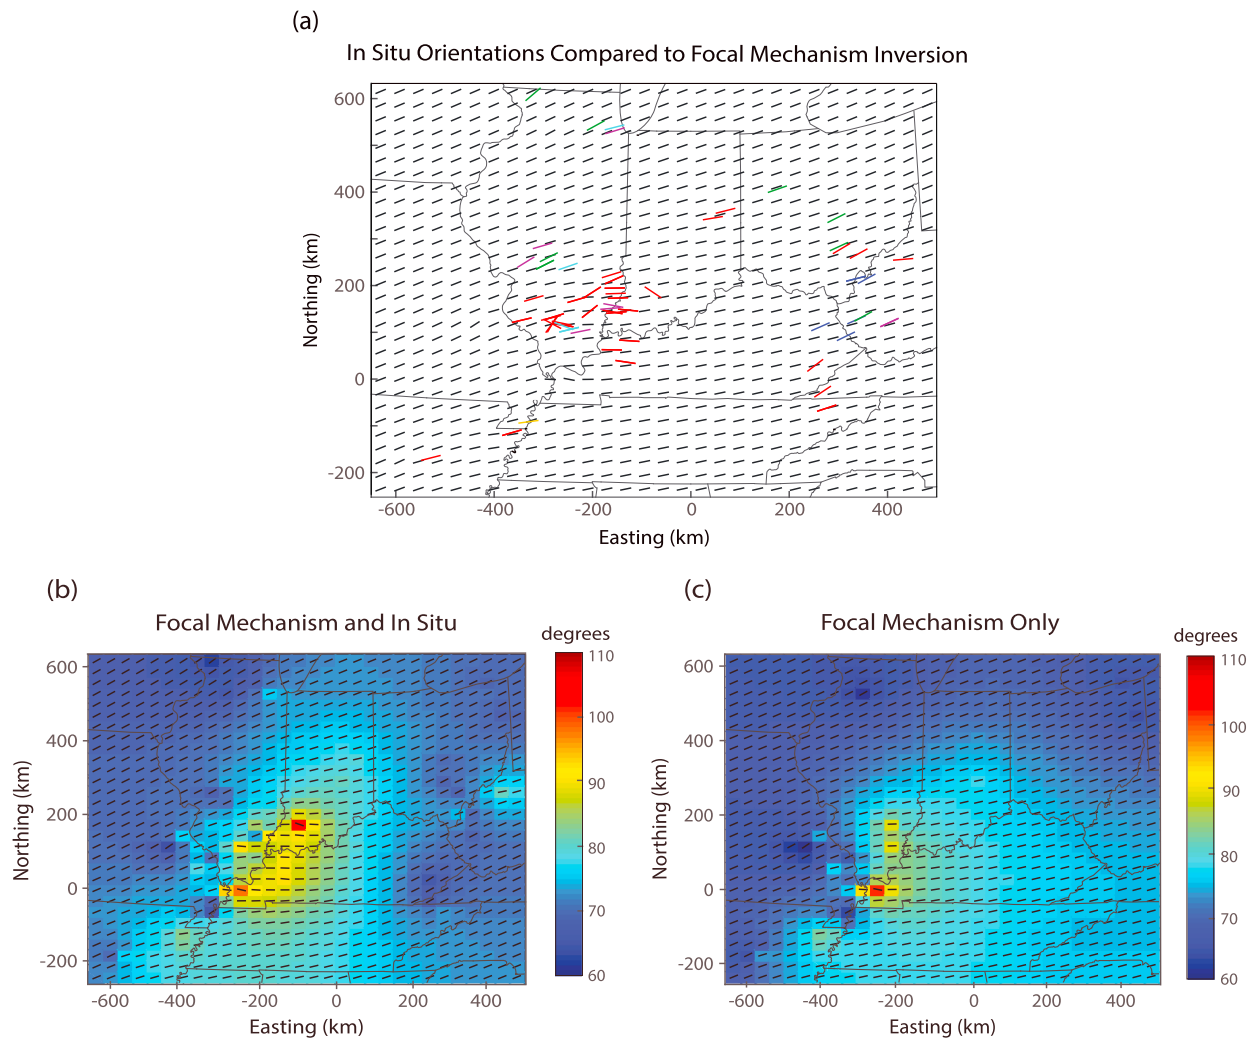 (a)
In Situ Orientations Compared to Focal Mechanism Inversion
600
400
200
0
-200
Northing (km)
-600 -400 -200 0 200 400
Easting (km)
(b)
Focal Mechanism and In Situ
degrees
600
400
200
0
-200
Northing (km)
-600 -400 -200 0 200 400
Easting (km)
110
100
90
80
70
60
(c)
Focal Mechanism Only
degrees
600
400
200
0
-200
Northing (km)
-600 -400 -200 0 200 400
Easting (km)
110
100
90
80
70
60